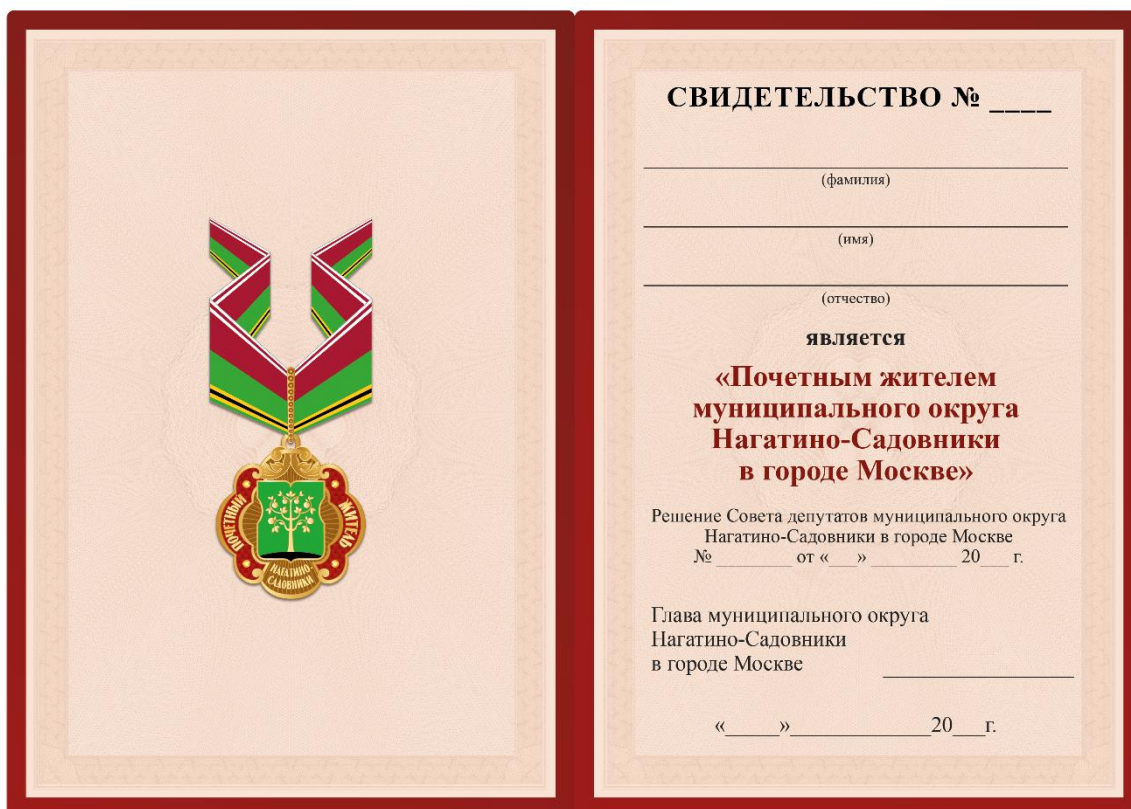 ПОЧЕТНЫЙ
ЖИТЕЛЬ
НАГАТИНО-
САДОВНИКИ
СВИДЕТЕЛЬСТВО № ____
(фамилия)
(имя)
(отчество)
является
«Почетным жителем
муниципального округа
Нагатино-Садовники
в городе Москве»
Решение Совета депутатов муниципального округа
Нагатино-Садовники в городе Москве
№ _________ от «___» __________ 20___ г.
Глава муниципального округа
Нагатино-Садовники
в городе Москве
«_____»_____________20___г.